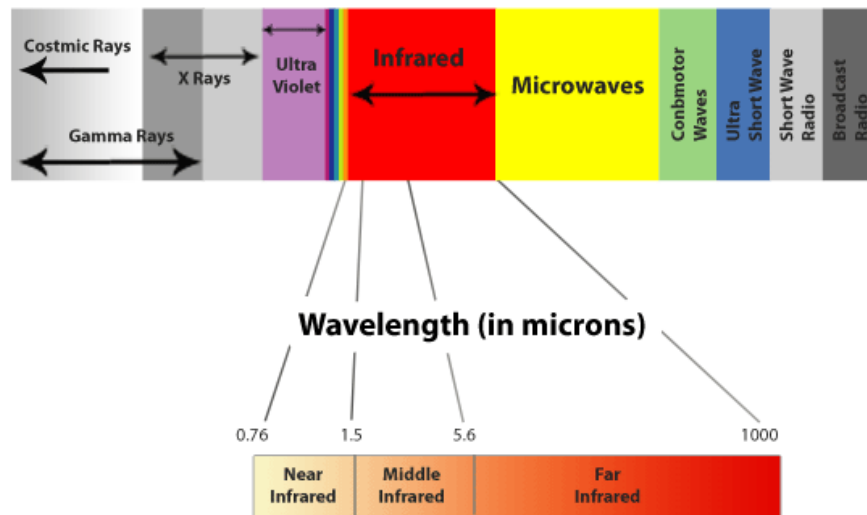 Costmic Rays
X Rays
Gamma Rays
Ultra
Violet
Infrared
Microwaves
Conbmotor
Waves
Ultra
Short Wave
Short Wave
Radio
Broadcast
Radio
Wavelength (in microns)
0.76
1.5
5.6
1000
Near
Infrared
Middle
Infrared
Far
Infrared